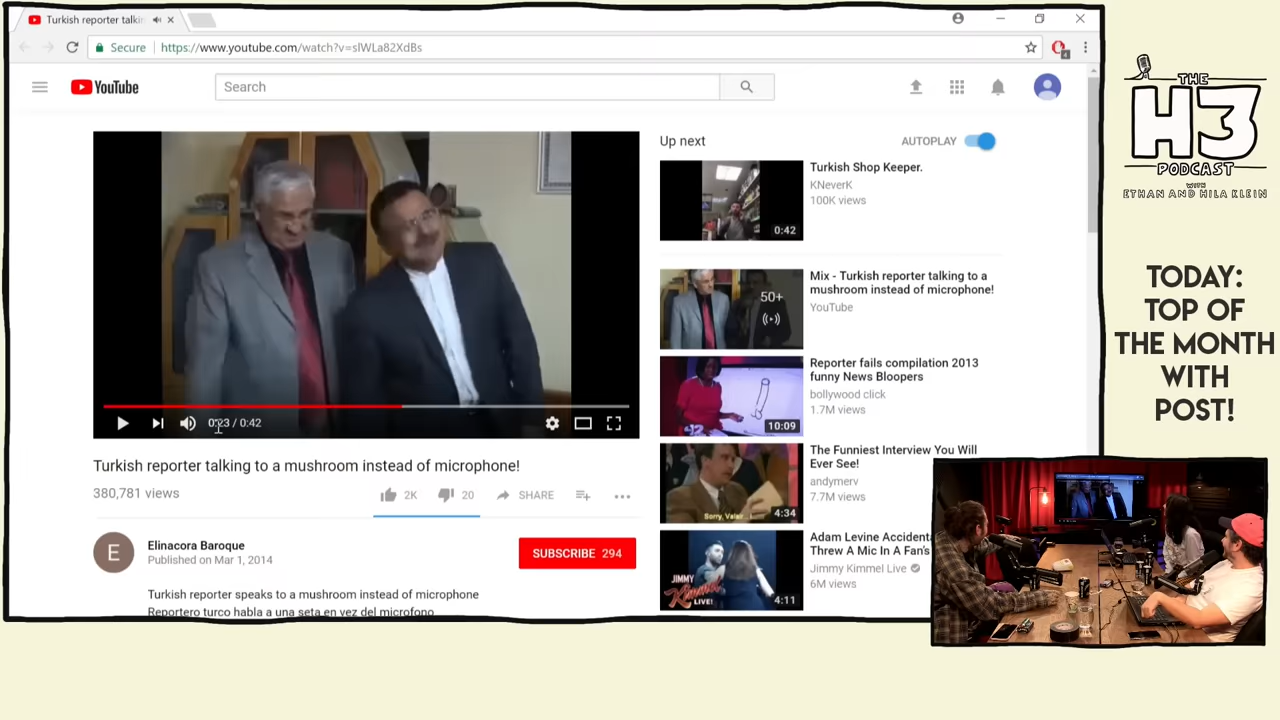 Turkish reporter talki
Secure
https://www.youtube.com/watch?v=slWLa82XdBs
4
YouTube
Search
Up next
AUTOPLAY
Turkish Shop Keeper.
KNeverK
100K views
0:42
Mix - Turkish reporter talking to a
mushroom instead of microphone!
YouTube
50+
Reporter fails compilation 2013
funny News Bloopers
bollywood click
1.7M views
10:09
The Funniest Interview You Will
Ever See!
andymerv
7.7M views
4:34
Adam Levine Accidenta
Threw A Mic In A Fan's
Jimmy Kimmel Live
6M views
JIMMY
KIMMEL
LIVE!
4:11
0:23 / 0:42
Turkish reporter talking to a mushroom instead of microphone!
380,781 views
2K
20
SHARE
E
Elinacora Baroque
Published on Mar 1, 2014
SUBSCRIBE 294
Turkish reporter speaks to a mushroom instead of microphone
Reportero turco habla a una seta en vez del microfono
THE
H3
PODCAST
WITH
ETHAN AND HILA KLEIN
TODAY:
TOP OF
THE MONTH
WITH
POST!